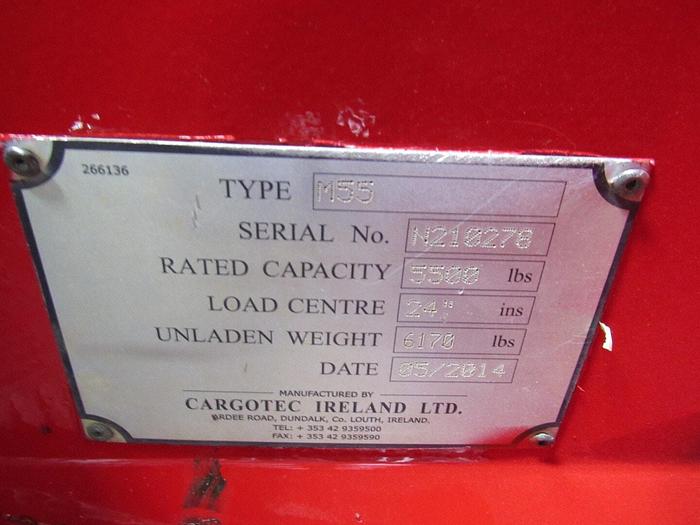 266136
TYPE M55
SERIAL No. N210278
RATED CAPACITY 5500 lbs
LOAD CENTRE 24" ins
UNLADEN WEIGHT 6170 lbs
DATE 05/2014
MANUFACTURED BY
CARGOTEC IRELAND LTD.
ARDEE ROAD, DUNDALK, Co. LOUTH, IRELAND.
TEL: + 353 42 9359500
FAX: + 353 42 9359590